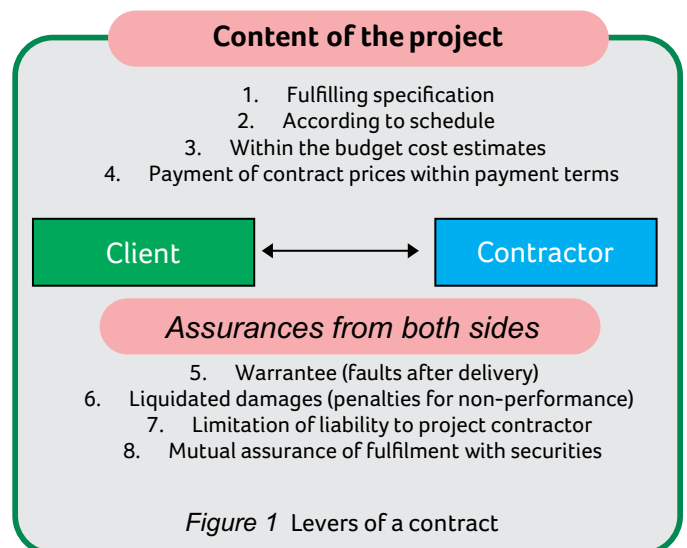 Content of the project
1. Fulfilling specification
2. According to schedule
3. Within the budget cost estimates
4. Payment of contract prices within payment terms
Client
Contractor
Assurances from both sides
5. Warrantee (faults after delivery)
6. Liquidated damages (penalties for non-performance)
7. Limitation of liability to project contractor
8. Mutual assurance of fulfilment with securities
Figure 1 Levers of a contract